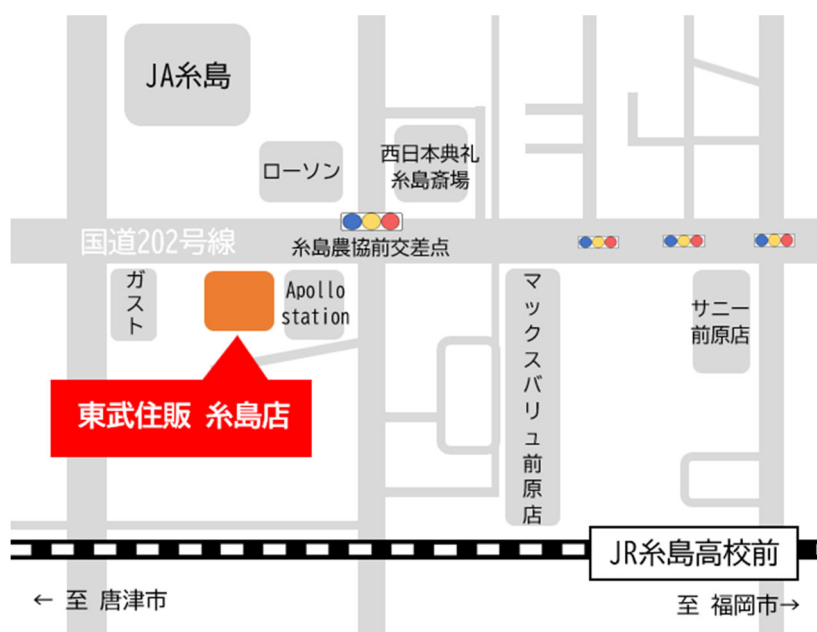 JA糸島
ローソン
西日本典礼
糸島斎場
国道202号線
糸島農協前交差点
ガスト
Apollo
station
マックスバリュ前原店
サニー
前原店
東武住販 糸島店
JR糸島高校前
← 至 唐津市
至 福岡市→